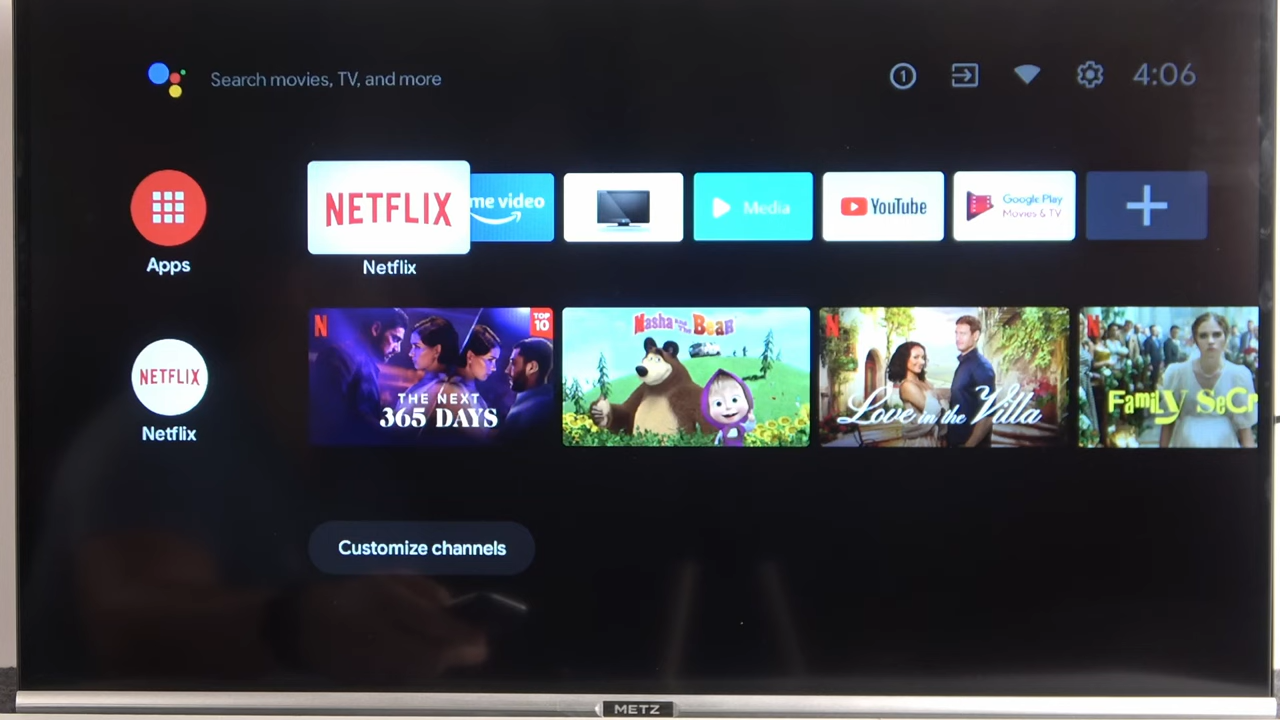 Search movies, TV, and more
1
4:06
NETFLIX
me video
Media
YouTube
Google Play
Movies & TV
Apps
Netflix
N
TOP
10
THE NEXT
365 DAYS
Masha and the Bear
N
Love in the Villa
N
FamiLY SeCr
NETFLIX
Netflix
Customize channels
METZ